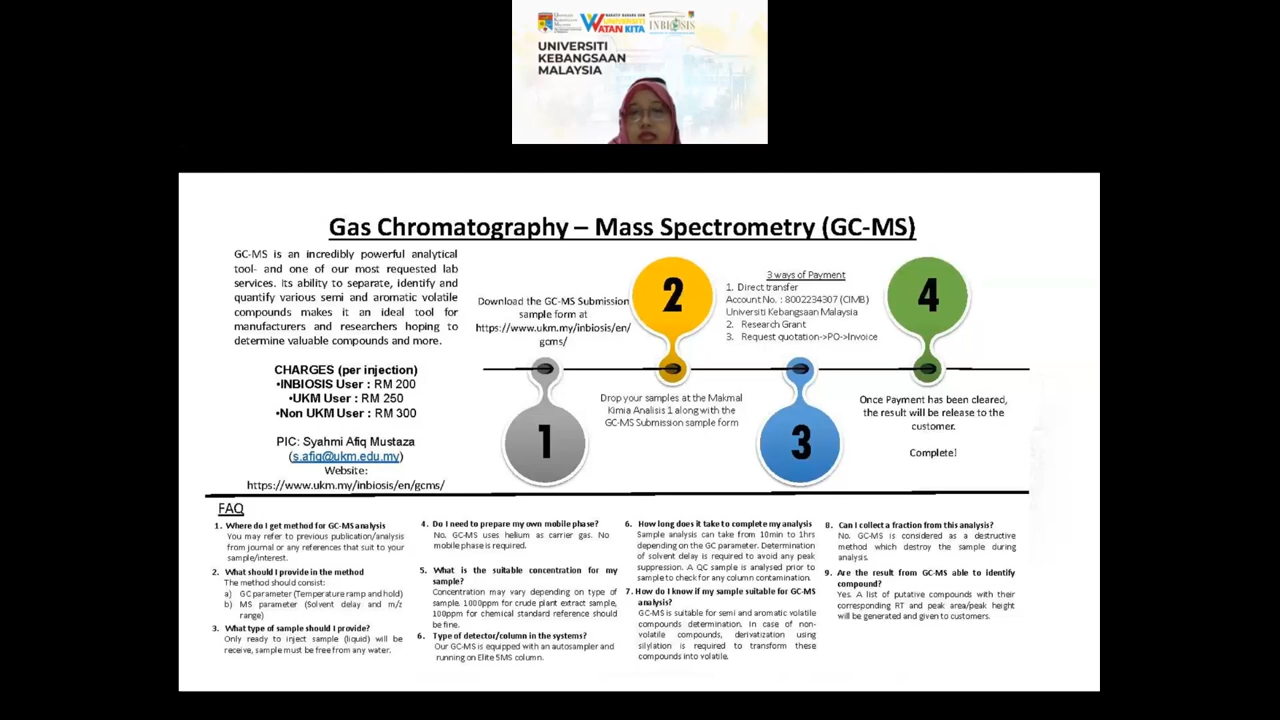 WATAN KITA
INBIOSIS
UNIVERSITI
KEBANGSAAN
MALAYSIA
Gas Chromatography – Mass Spectrometry (GC-MS)
GC-MS is an incredibly powerful analytical
tool- and one of our most requested lab
services. Its ability to separate, identify and
quantify various semi and aromatic volatile
compounds makes it an ideal tool for
manufacturers and researchers hoping to
determine valuable compounds and more.
CHARGES (per injection)
•INBIOSIS User : RM 200
•UKM User : RM 250
•Non UKM User : RM 300
PIC: Syahmi Afiq Mustaza
(s.afiq@ukm.edu.my)
Website:
https://www.ukm.my/inbiosis/en/gcms/
Download the GC-MS Submission
sample form at
https://www.ukm.my/inbiosis/en/
gcms/
1
2
Drop your samples at the Makmal
Kimia Analisis 1 along with the
GC-MS Submission sample form
3 ways of Payment
1. Direct transfer
Account No. : 8002234307 (CIMB)
Universiti Kebangsaan Malaysia
2. Research Grant
3. Request quotation->PO->Invoice
3
4
Once Payment has been cleared,
the result will be release to the
customer.
Complete!
FAQ
1. Where do I get method for GC-MS analysis
You may refer to previous publication/analysis
from journal or any references that suit to your
sample/interest.
2. What should I provide in the method
The method should consist:
a) GC parameter (Temperature ramp and hold)
b) MS parameter (Solvent delay and m/z
range)
3. What type of sample should I provide?
Only ready to inject sample (liquid) will be
receive, sample must be free from any water.
4. Do I need to prepare my own mobile phase?
No. GC-MS uses helium as carrier gas. No
mobile phase is required.
5. What is the suitable concentration for my
sample?
Concentration may vary depending on type of
sample. 1000ppm for crude plant extract sample,
100ppm for chemical standard reference should
be fine.
6. Type of detector/column in the systems?
Our GC-MS is equipped with an autosampler and
running on Elite 5MS column.
6. How long does it take to complete my analysis
Sample analysis can take from 10min to 1hrs
depending on the GC parameter. Determination
of solvent delay is required to avoid any peak
suppression. A QC sample is analysed prior to
sample to check for any column contamination.
7. How do I know if my sample suitable for GC-MS
analysis?
GC-MS is suitable for semi and aromatic volatile
compounds determination. In case of non-
volatile compounds, derivatization using
silylation is required to transform these
compounds into volatile.
8. Can I collect a fraction from this analysis?
No. GC-MS is considered as a destructive
method which destroy the sample during
analysis.
9. Are the result from GC-MS able to identify
compound?
Yes. A list of putative compounds with their
corresponding RT and peak area/peak height
will be generated and given to customers.